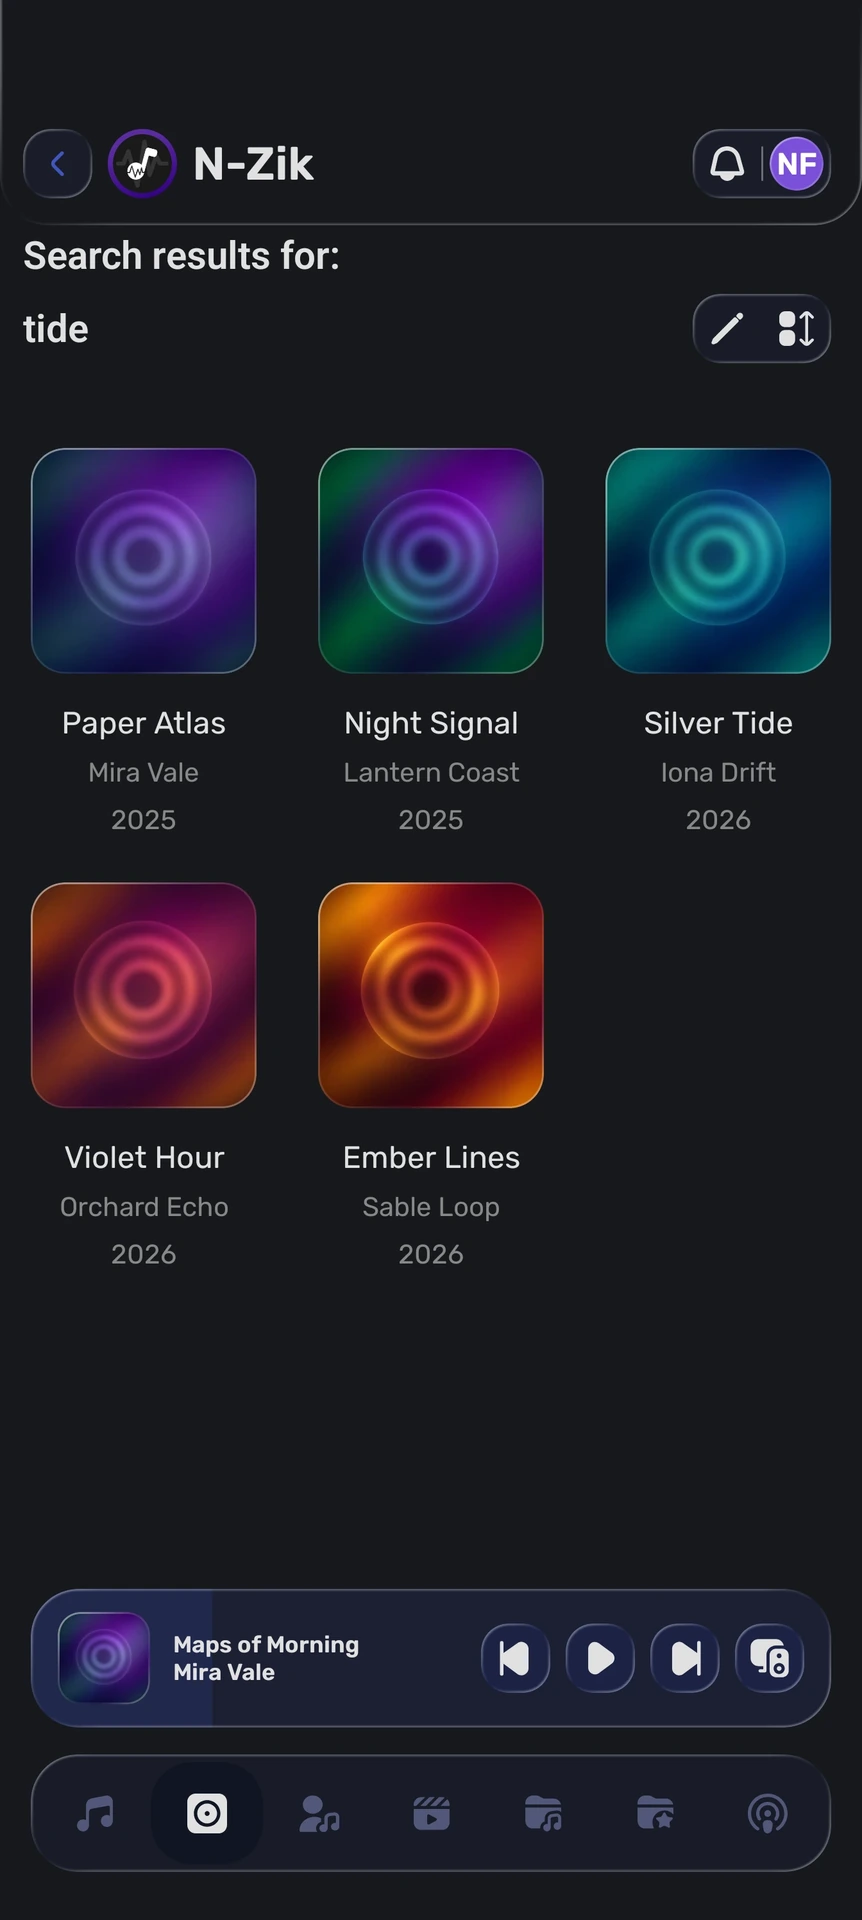 N-Zik
NF
Search results for:
tide
Paper Atlas
Mira Vale
2025
Night Signal
Lantern Coast
2025
Silver Tide
Iona Drift
2026
Violet Hour
Orchard Echo
2026
Ember Lines
Sable Loop
2026
Maps of Morning
Mira Vale